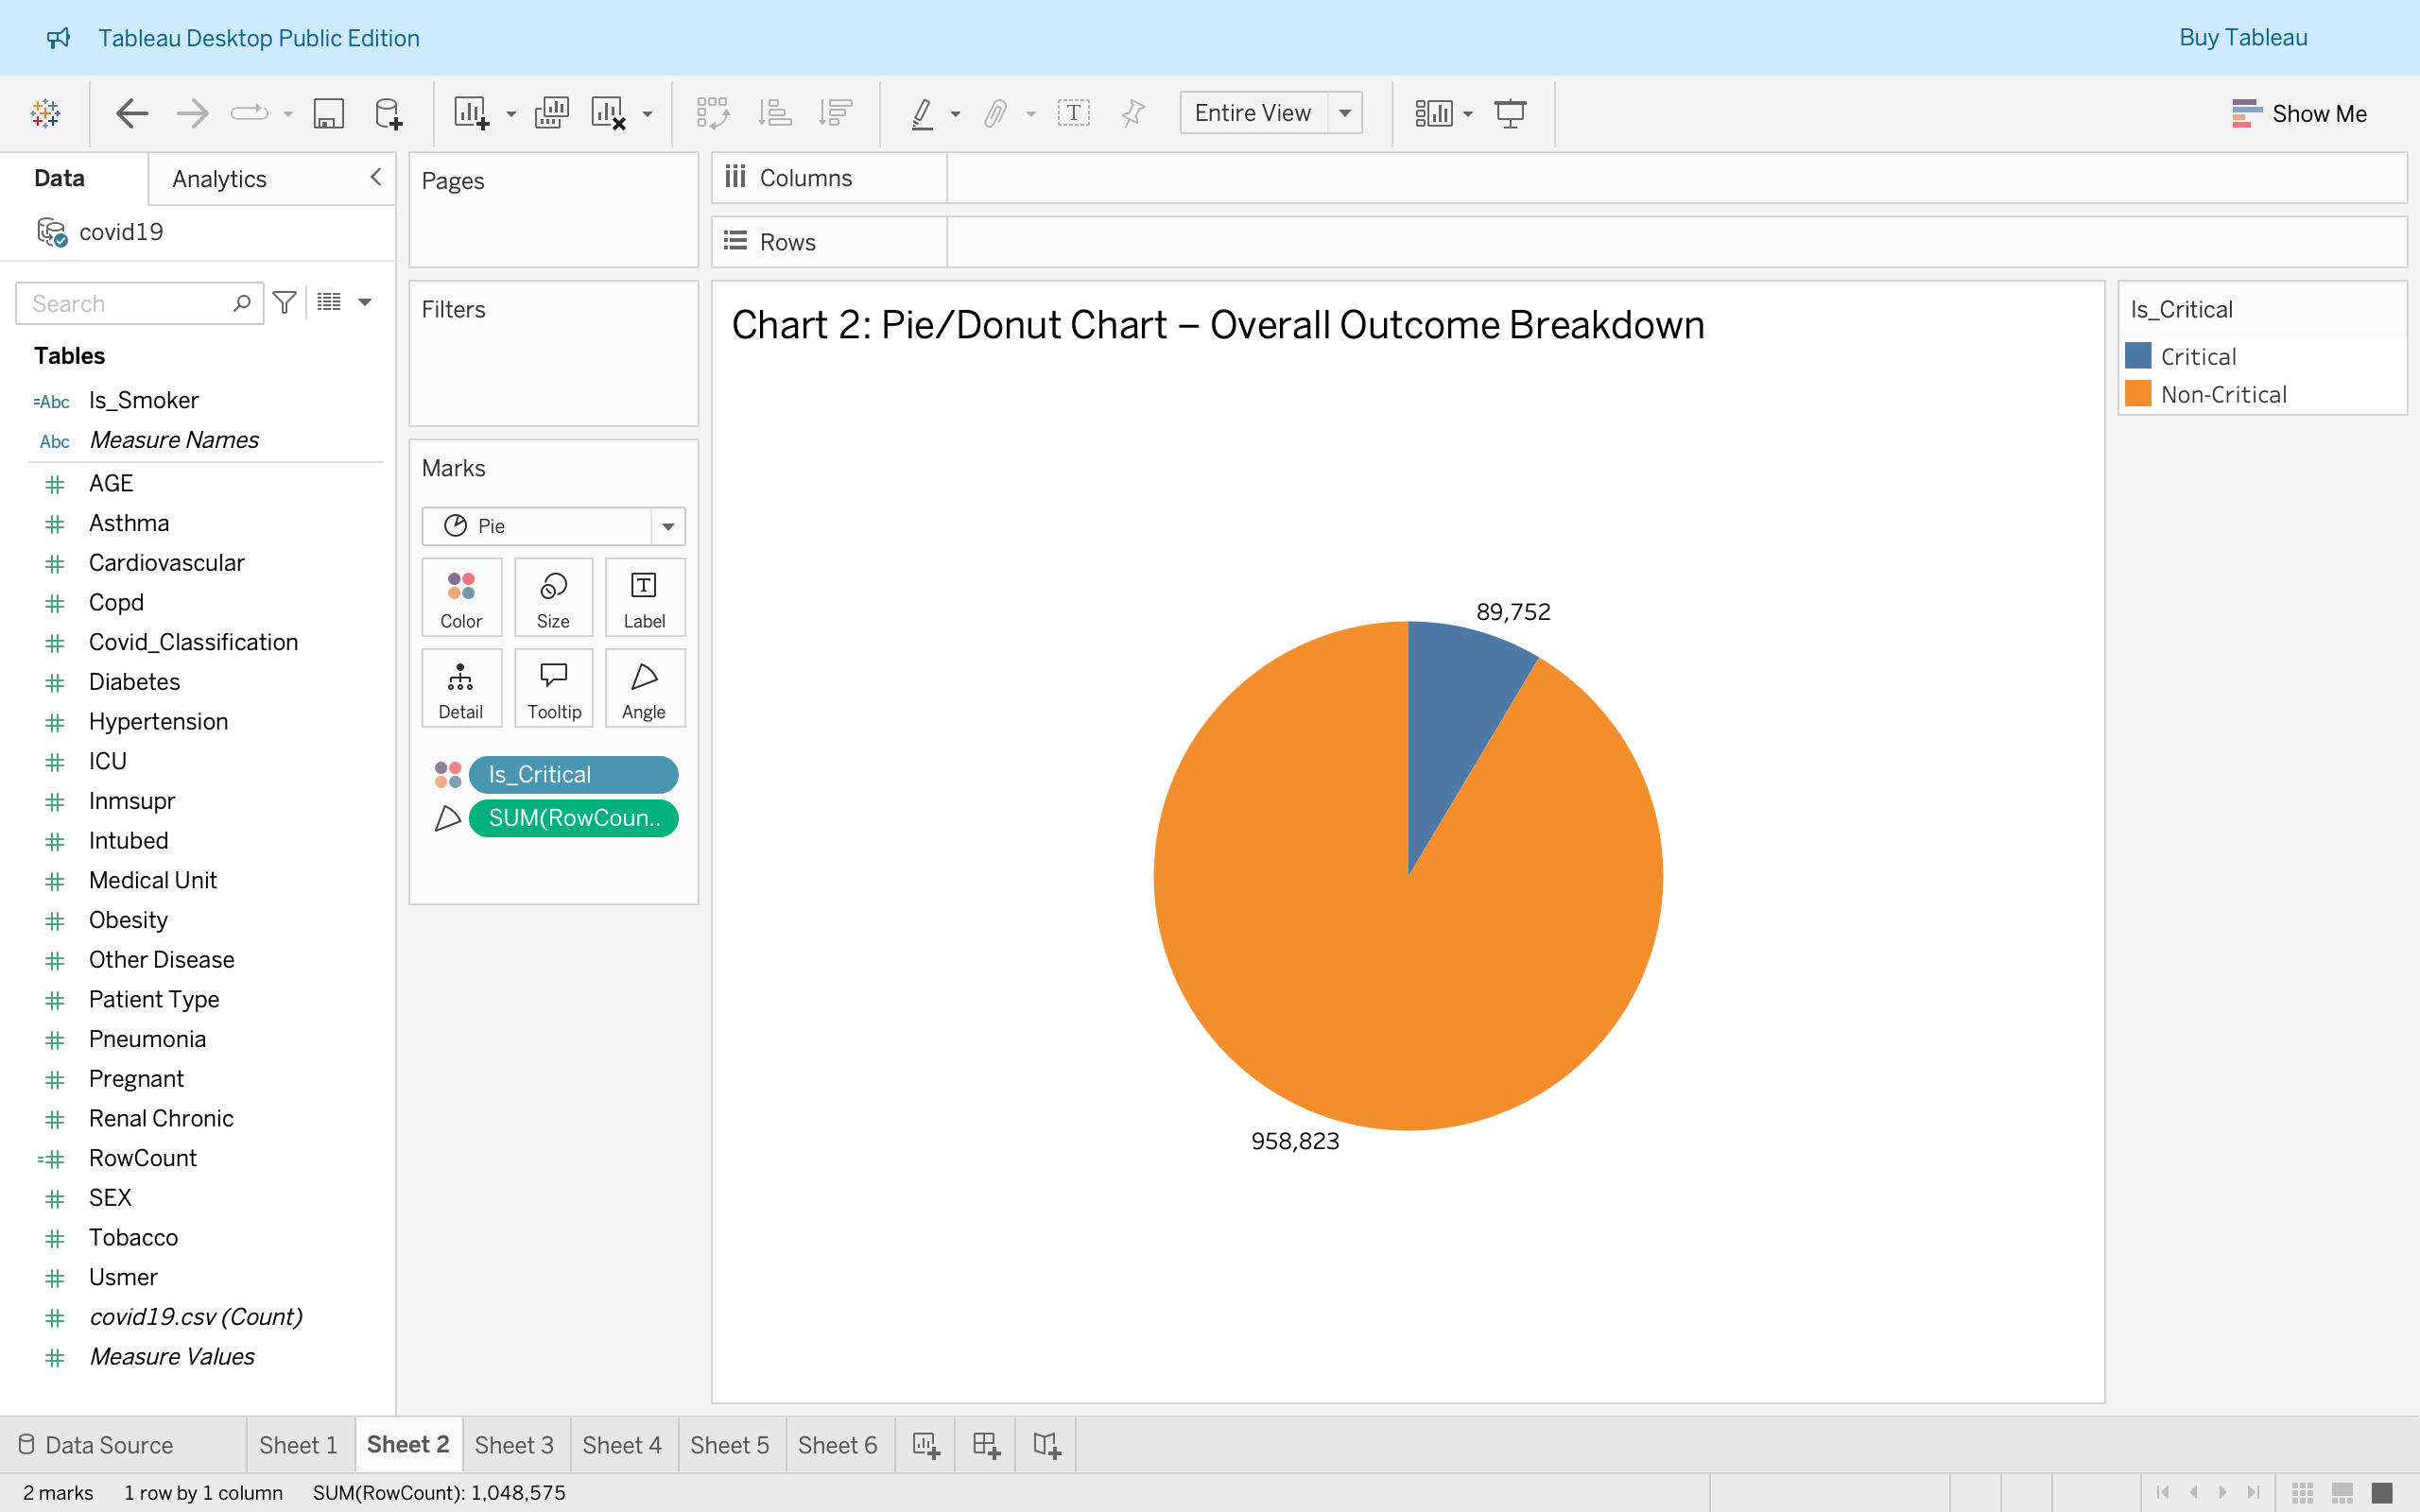 Tableau Desktop Public Edition
Buy Tableau
Entire View
Show Me
Data
Analytics
covid19
Search
Tables
=Abc Is_Smoker
Abc Measure Names
AGE
Asthma
Cardiovascular
Copd
Covid_Classification
Diabetes
Hypertension
ICU
Inmsupr
Intubed
Medical Unit
Obesity
Other Disease
Patient Type
Pneumonia
Pregnant
Renal Chronic
RowCount
SEX
Tobacco
Usmer
covid19.csv (Count)
Measure Values
Pages
Filters
Marks
Pie
Color Size Label
Detail Tooltip Angle
Is_Critical
SUM(RowCoun..
Columns
Rows
Chart 2: Pie/Donut Chart – Overall Outcome Breakdown
89,752
958,823
Is_Critical
Critical
Non-Critical
Data Source Sheet 1 Sheet 2 Sheet 3 Sheet 4 Sheet 5 Sheet 6
2 marks 1 row by 1 column SUM(RowCount): 1,048,575